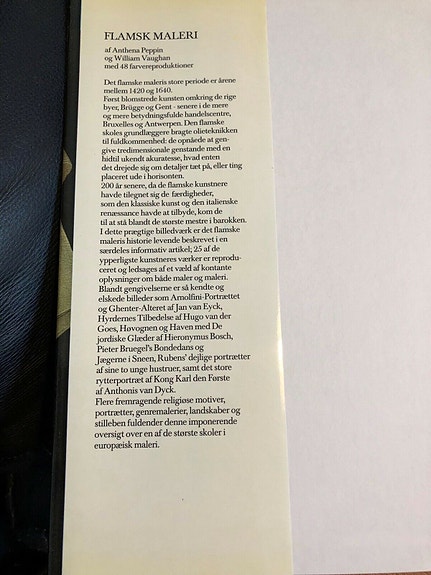 FLAMSK MALERI
af Anthena Peppin
og William Vaughan
med 48 farvereproduktioner
Det flamske maleris store periode er årene
mellem 1420 og 1640.
Først blomstrede kunsten omkring de rige
byer, Brügge og Gent - senere i de mere
og mere betydningsfulde handelscentre,
Bruxelles og Antwerpen. Den flamske
skoles grundlæggere bragte olieteknikken
til fuldkommenhed: de opnåede at gen-
give tredimensionale genstande med en
hidtil ukendt akuratesse, hvad enten
det drejede sig om detaljer tæt på, eller ting
placeret ude i horisonten.
200 år senere, da de flamske kunstnere
havde tilegnet sig de færdigheder,
som den klassiske kunst og den italienske
renæssance havde at tilbyde, kom de
til at stå blandt de største mestre i barokken.
I dette prægtige billedværk er det flamske
maleris historie levende beskrevet i en
særdeles informativ artikel; 25 af de
ypperligste kunstneres værker er reprodu-
ceret og ledsages af et væld af kontante
oplysninger om både maler og maleri.
Blandt gengivelserne er så kendte og
elskede billeder som Arnolfini-Portrættet
og Ghenter-Alteret af Jan van Eyck,
Hyrdernes Tilbedelse af Hugo van der
Goes, Høvognen og Haven med De
jordiske Glæder af Hieronymus Bosch,
Pieter Bruegel's Bondedans og
Jægerne i Sneen, Rubens' dejlige portrætter
af sine to unge hustruer, samt det store
rytterportræt af Kong Karl den Første
af Anthonis van Dyck.
Flere fremragende religiøse motiver,
portrætter, genremalerier, landskaber og
stilleben fuldender denne imponerende
oversigt over en af de største skoler i
europæisk maleri.